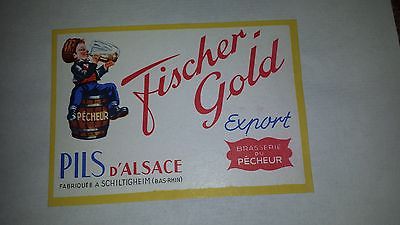 Fischer-
Gold
PÊCHEUR
Export
PILS D'ALSACE
FABRIQUÉE A SCHILTIGHEIM (BAS-RHIN)
BRASSERIE
DU
PÊCHEUR